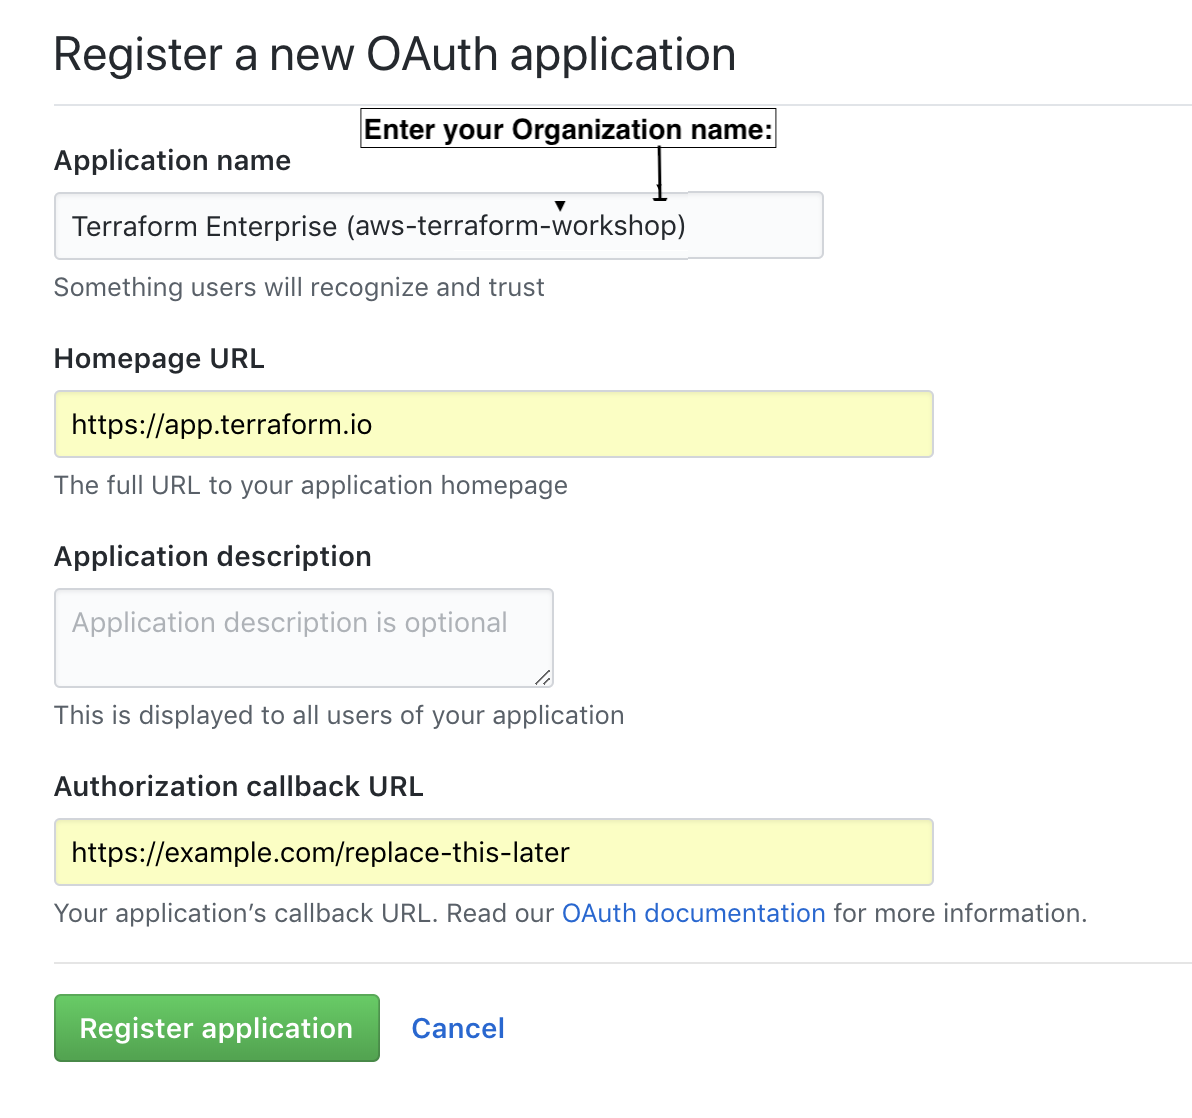 Register a new OAuth application
Enter your Organization name:
Application name
Terraform Enterprise (aws-terraform-workshop)
Something users will recognize and trust
Homepage URL
https://app.terraform.io
The full URL to your application homepage
Application description
Application description is optional
This is displayed to all users of your application
Authorization callback URL
https://example.com/replace-this-later
Your application’s callback URL. Read our OAuth documentation for more information.
Register application Cancel